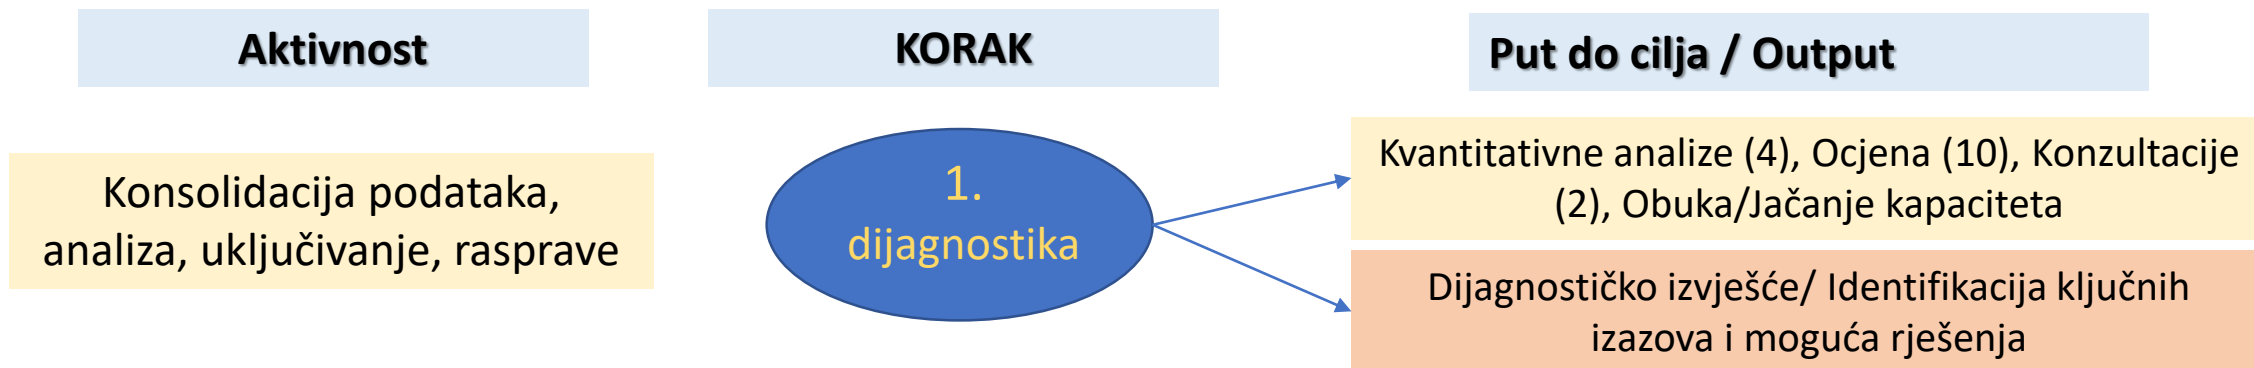 Aktivnost
KORAK
Put do cilja / Output
Konsolidacija podataka,
analiza, uključivanje, rasprave
1.
dijagnostika
Kvantitativne analize (4), Ocjena (10), Konzultacije
(2), Obuka/Jačanje kapaciteta
Dijagnostičko izvješće/ Identifikacija ključnih
izazova i moguća rješenja